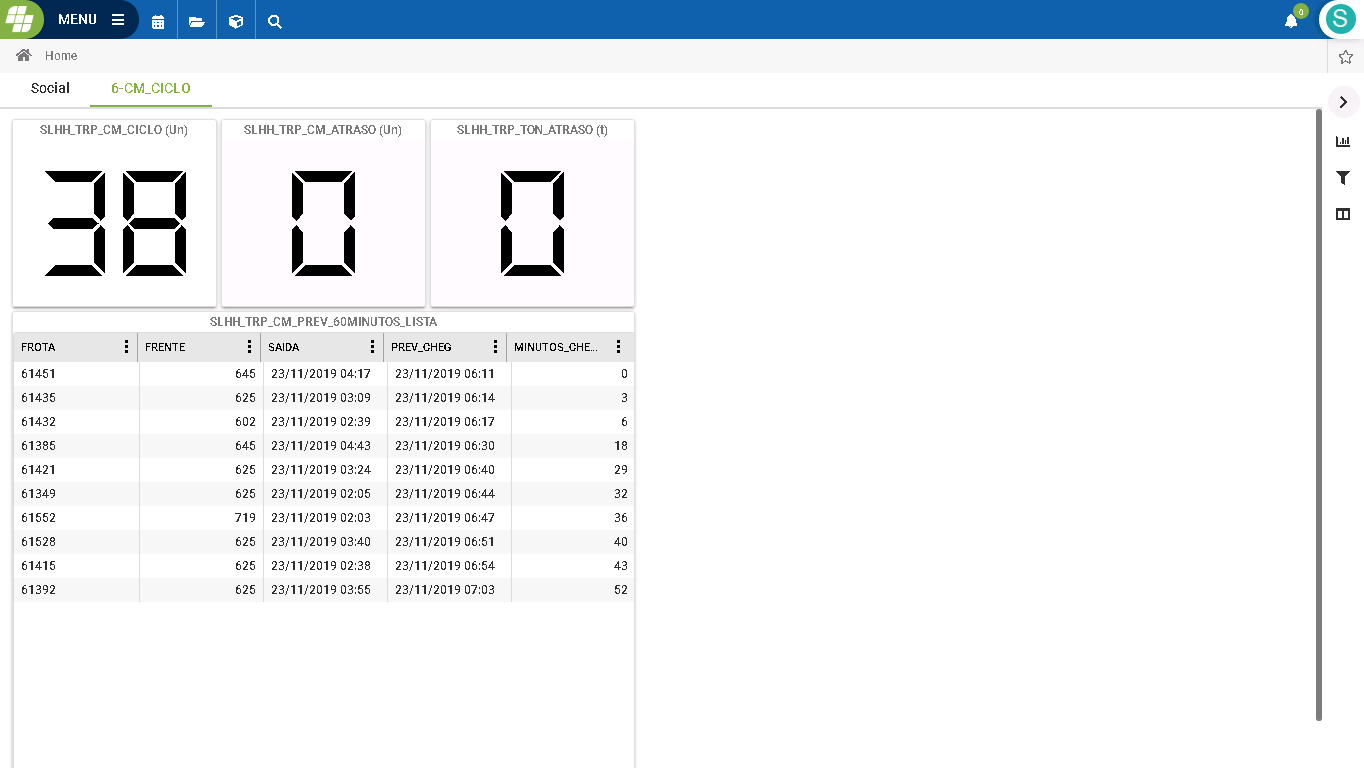 MENU
0
S
Home
Social 6-CM_CICLO
SLHH_TRP_CM_CICLO (Un) SLHH_TRP_CM_ATRASO (Un) SLHH_TRP_TON_ATRASO (t)
38 0 0
SLHH_TRP_CM_PREV_60MINUTOS_LISTA
FROTA FRENTE SAIDA PREV_CHEG MINUTOS_CHE...
61451 645 23/11/2019 04:17 23/11/2019 06:11 0
61435 625 23/11/2019 03:09 23/11/2019 06:14 3
61432 602 23/11/2019 02:39 23/11/2019 06:17 6
61385 645 23/11/2019 04:43 23/11/2019 06:30 18
61421 625 23/11/2019 03:24 23/11/2019 06:40 29
61349 625 23/11/2019 02:05 23/11/2019 06:44 32
61552 719 23/11/2019 02:03 23/11/2019 06:47 36
61528 625 23/11/2019 03:40 23/11/2019 06:51 40
61415 625 23/11/2019 02:38 23/11/2019 06:54 43
61392 625 23/11/2019 03:55 23/11/2019 07:03 52